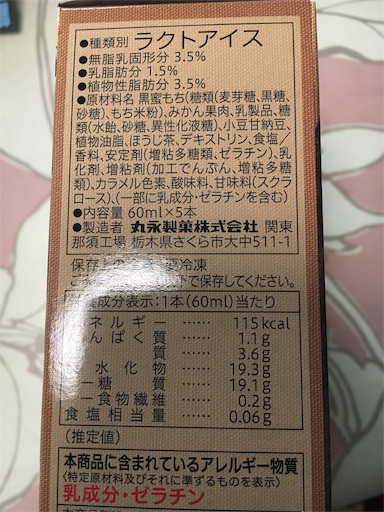 ●種類別 ラクトアイス
●無脂乳固形分 3.5%
●乳脂肪分 1.5%
●植物性脂肪分 3.5%
●原材料名 黒蜜もち(糖類(麦芽糖、黒糖、
砂糖)、もち米粉)、みかん果肉、乳製品、糖
類(水飴、砂糖、異性化液糖)、小豆甘納豆、
植物油脂、ほうじ茶、デキストリン、食塩/
香料、安定剤(増粘多糖類、ゼラチン)、乳
化剤、増粘剤(加工でんぷん、増粘多糖
類)、カラメル色素、酸味料、甘味料(スクラ
ロース)、(一部に乳成分・ゼラチンを含む)
●内容量 60ml×5本
●製造者 丸永製菓株式会社 関東
那須工場 栃木県さくら市大中511-1
保存 冷凍
下で保存してください。
成分表示:1本(60ml)当たり
ネルギー …… 115kcal
んぱく 質 …… 1.1g
質 …… 3.6g
水化物 …… 19.3g
ー糖質 …… 19.1g
ー食物繊維 …… 0.2g
食塩相当量 …… 0.06g
(推定値)
本商品に含まれているアレルギー物質
〈特定原材料及びそれに準ずるものを表示〉
乳成分・ゼラチン